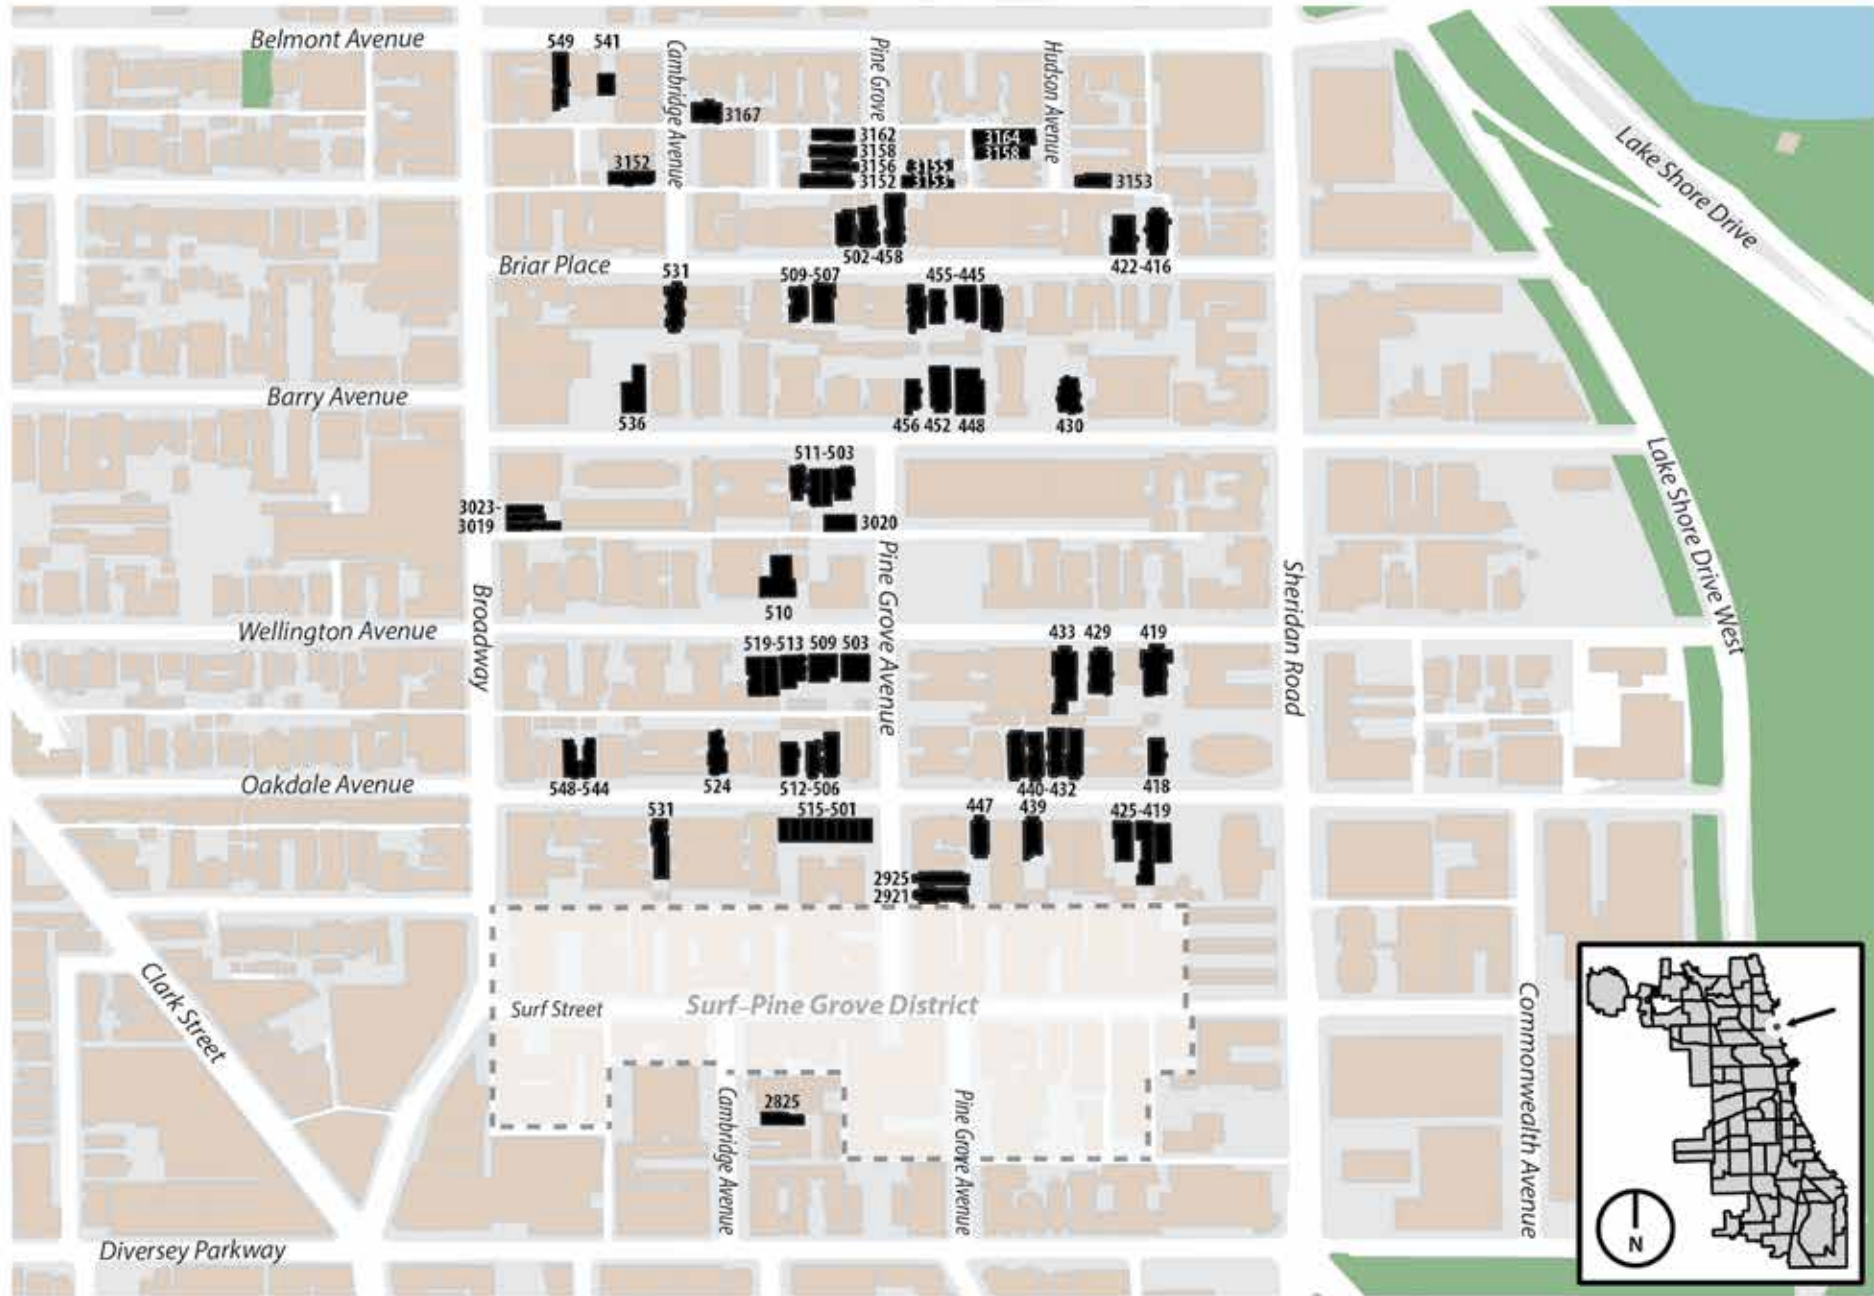 Belmont Avenue
549
541
Cambridge Avenue
Pine Grove
Hudson Avenue
3167
3162
3158
3156
3152
3164
3158
3155
3153
3152
3153
Lake Shore Drive
502-458
422-416
Briar Place
531
509-507
455-445
Barry Avenue
536
456
452
448
430
Lake Shore Drive West
511-503
3023-
3019
3020
Pine Grove Avenue
Broadway
510
Sheridan Road
Wellington Avenue
519-513
509
503
433
429
419
Oakdale Avenue
548-544
524
512-506
440-432
418
531
515-501
447
439
425-419
2925
2921
Clark Street
Surf Street
Surf-Pine Grove District
Commonwealth Avenue
2825
Cambridge Avenue
Pine Grove Avenue
Diversey Parkway
N